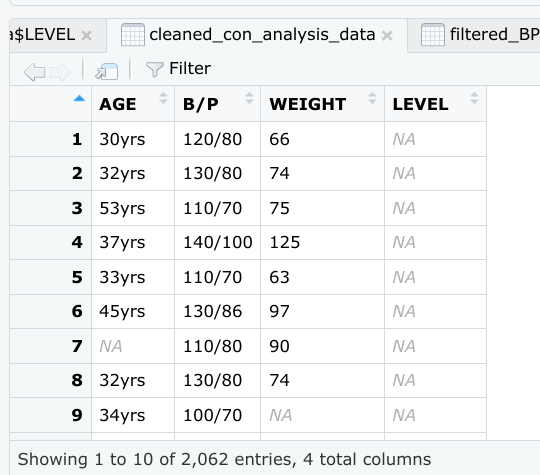 a$LEVEL cleaned_con_analysis_data filtered_BP
Filter
AGE B/P WEIGHT LEVEL
1 30yrs 120/80 66 NA
2 32yrs 130/80 74 NA
3 53yrs 110/70 75 NA
4 37yrs 140/100 125 NA
5 33yrs 110/70 63 NA
6 45yrs 130/86 97 NA
7 NA 110/80 90 NA
8 32yrs 130/80 74 NA
9 34yrs 100/70 NA NA
Showing 1 to 10 of 2,062 entries, 4 total columns